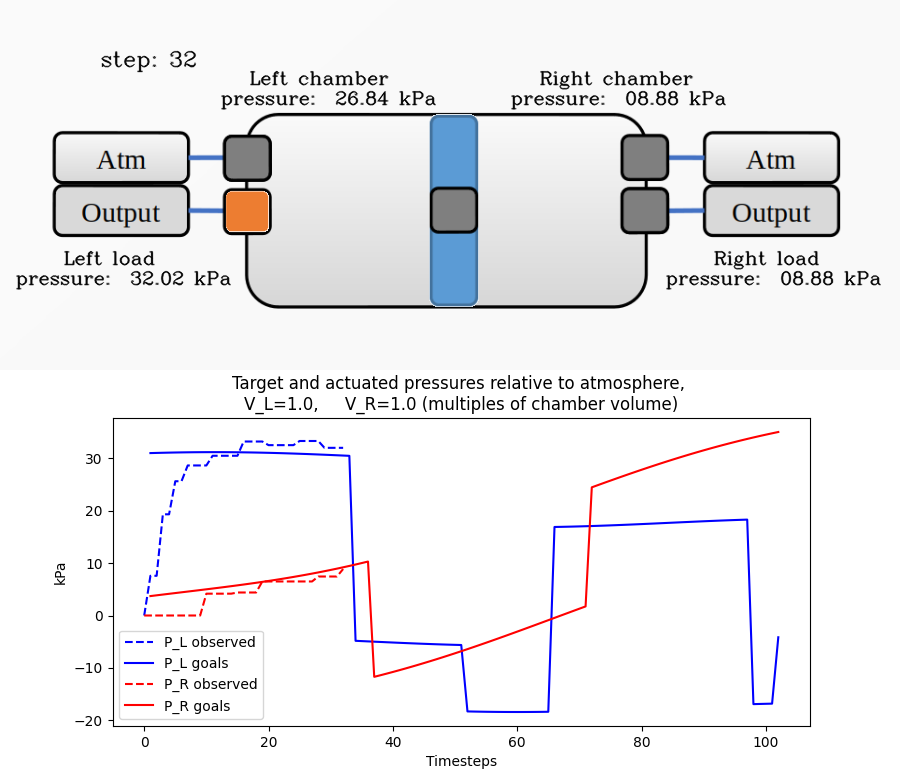 step: 32
Left chamber
pressure: 26.84 kPa
Right chamber
pressure: 08.88 kPa
Atm
Output
Atm
Output
Left load
pressure: 32.02 kPa
Right load
pressure: 08.88 kPa
Target and actuated pressures relative to atmosphere,
V_L=1.0, V_R=1.0 (multiples of chamber volume)
kPa
30
20
10
0
−10
−20
P_L observed
P_L goals
P_R observed
P_R goals
0 20 40 60 80 100
Timesteps